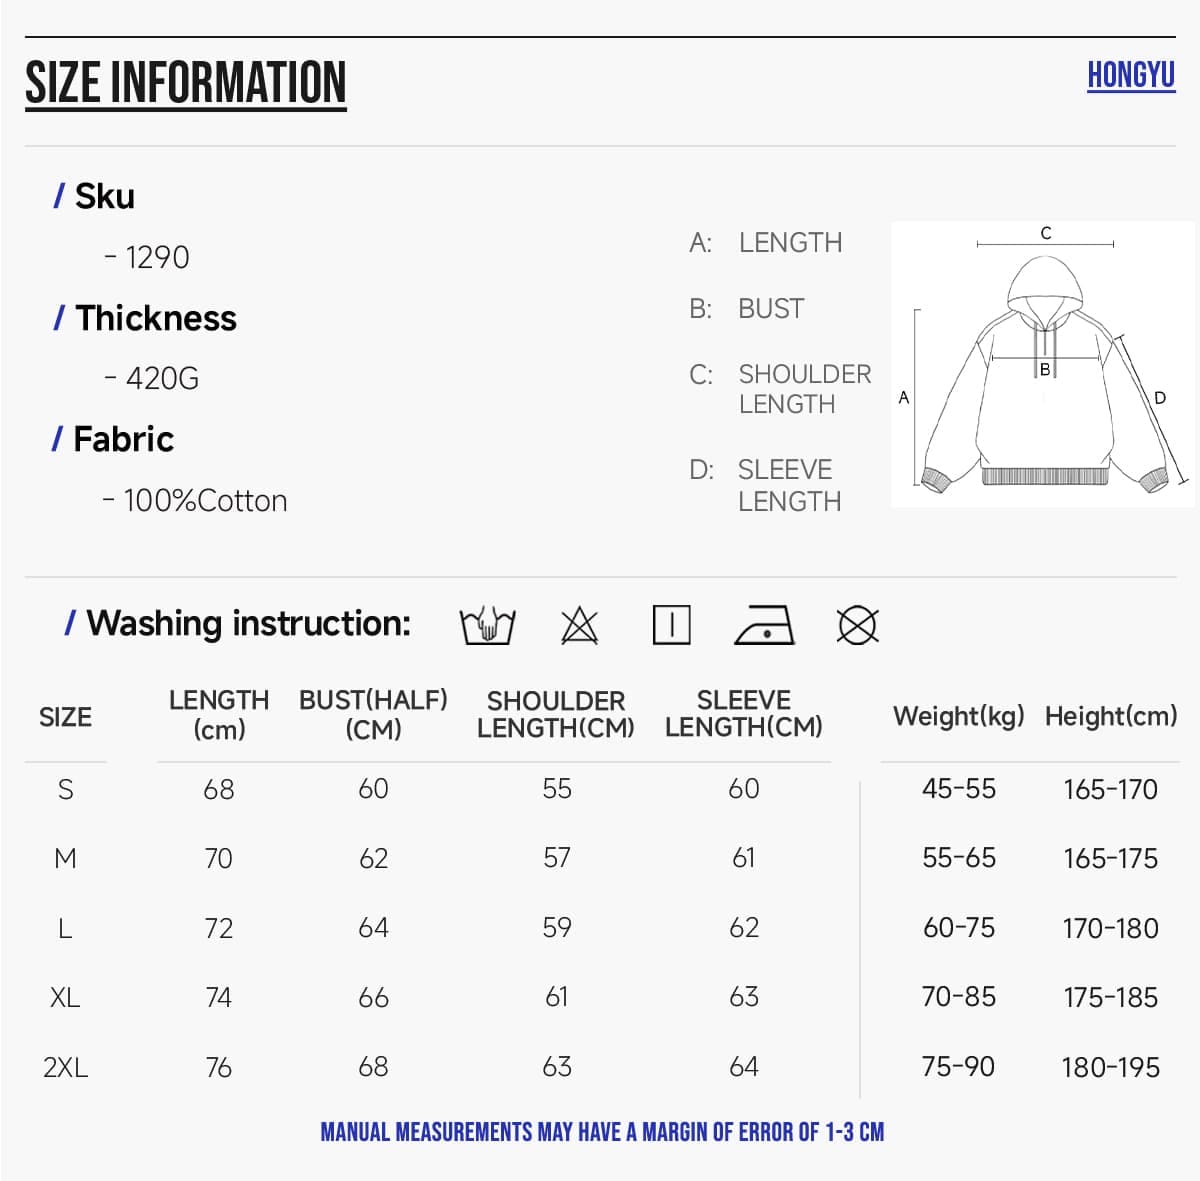 SIZE INFORMATION
HONGYU
/ Sku
- 1290
/ Thickness
- 420G
/ Fabric
- 100%Cotton
A: LENGTH
B: BUST
C: SHOULDER
LENGTH
D: SLEEVE
LENGTH
C
B
A
D
/ Washing instruction:
SIZE
LENGTH
(cm)
BUST(HALF)
(CM)
SHOULDER
LENGTH(CM)
SLEEVE
LENGTH(CM)
Weight(kg)
Height(cm)
S 68 60 55 60 45-55 165-170
M 70 62 57 61 55-65 165-175
L 72 64 59 62 60-75 170-180
XL 74 66 61 63 70-85 175-185
2XL 76 68 63 64 75-90 180-195
MANUAL MEASUREMENTS MAY HAVE A MARGIN OF ERROR OF 1-3 CM